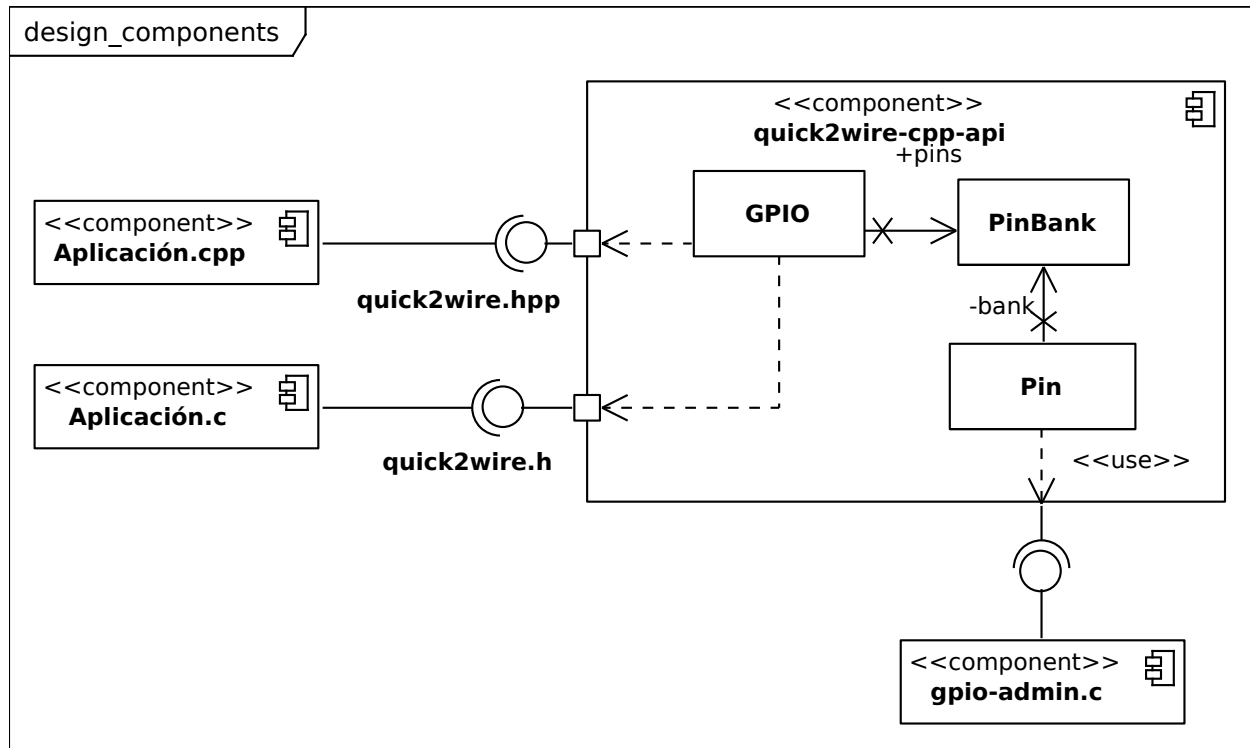 design_components
<<component>>
quick2wire-cpp-api
+pins
GPIO
PinBank
<<component>>
Aplicación.cpp
quick2wire.hpp
-bank
<<component>>
Aplicación.c
Pin
quick2wire.h
<<use>>
<<component>>
gpio-admin.c